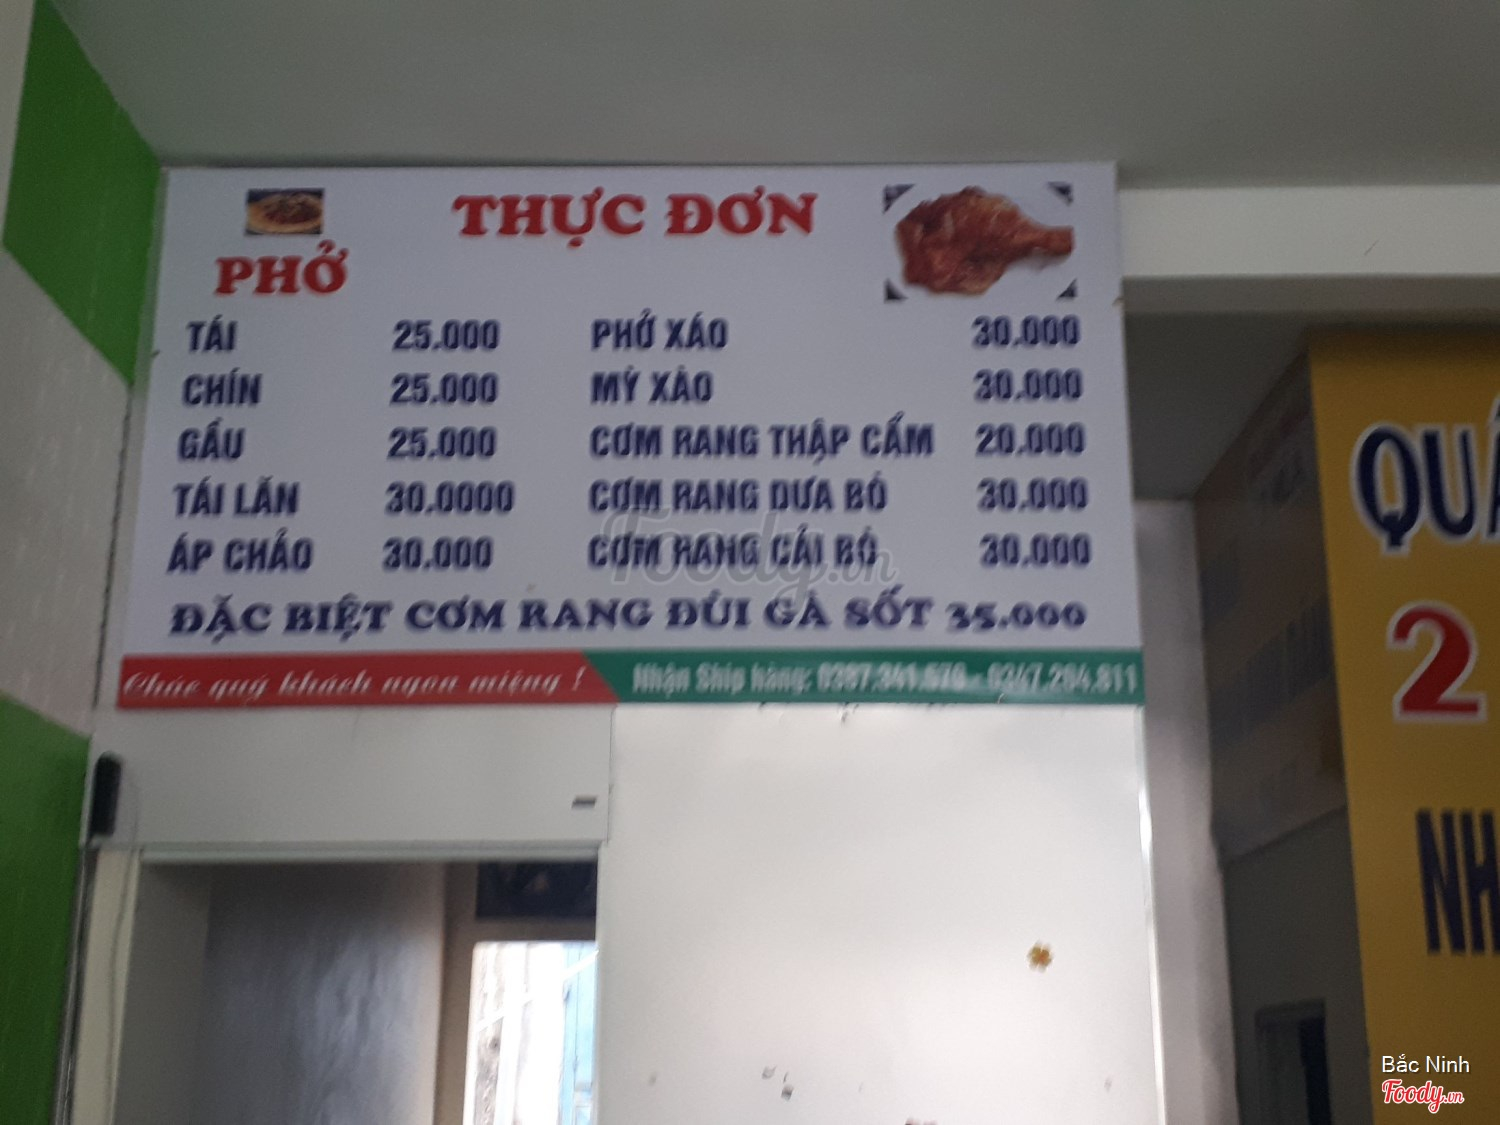 THỰC ĐƠN
PHỞ
TÁI 25.000
CHÍN 25.000
GẦU 25.000
TÁI LĂN 30.0000
ÁP CHẢO 30.000
PHỞ XÁO 30.000
MỲ XÀO 30.000
CƠM RANG THẬP CẨM 20.000
CƠM RANG DƯA BÒ 30.000
CƠM RANG CẢI BÒ 30.000
ĐẶC BIỆT CƠM RANG ĐÙI GÀ SỐT 35.000
Chúc quý khách ngon miệng !
Nhận Ship hàng:
Foody.vn
2
NH
Bắc Ninh
Foody.vn